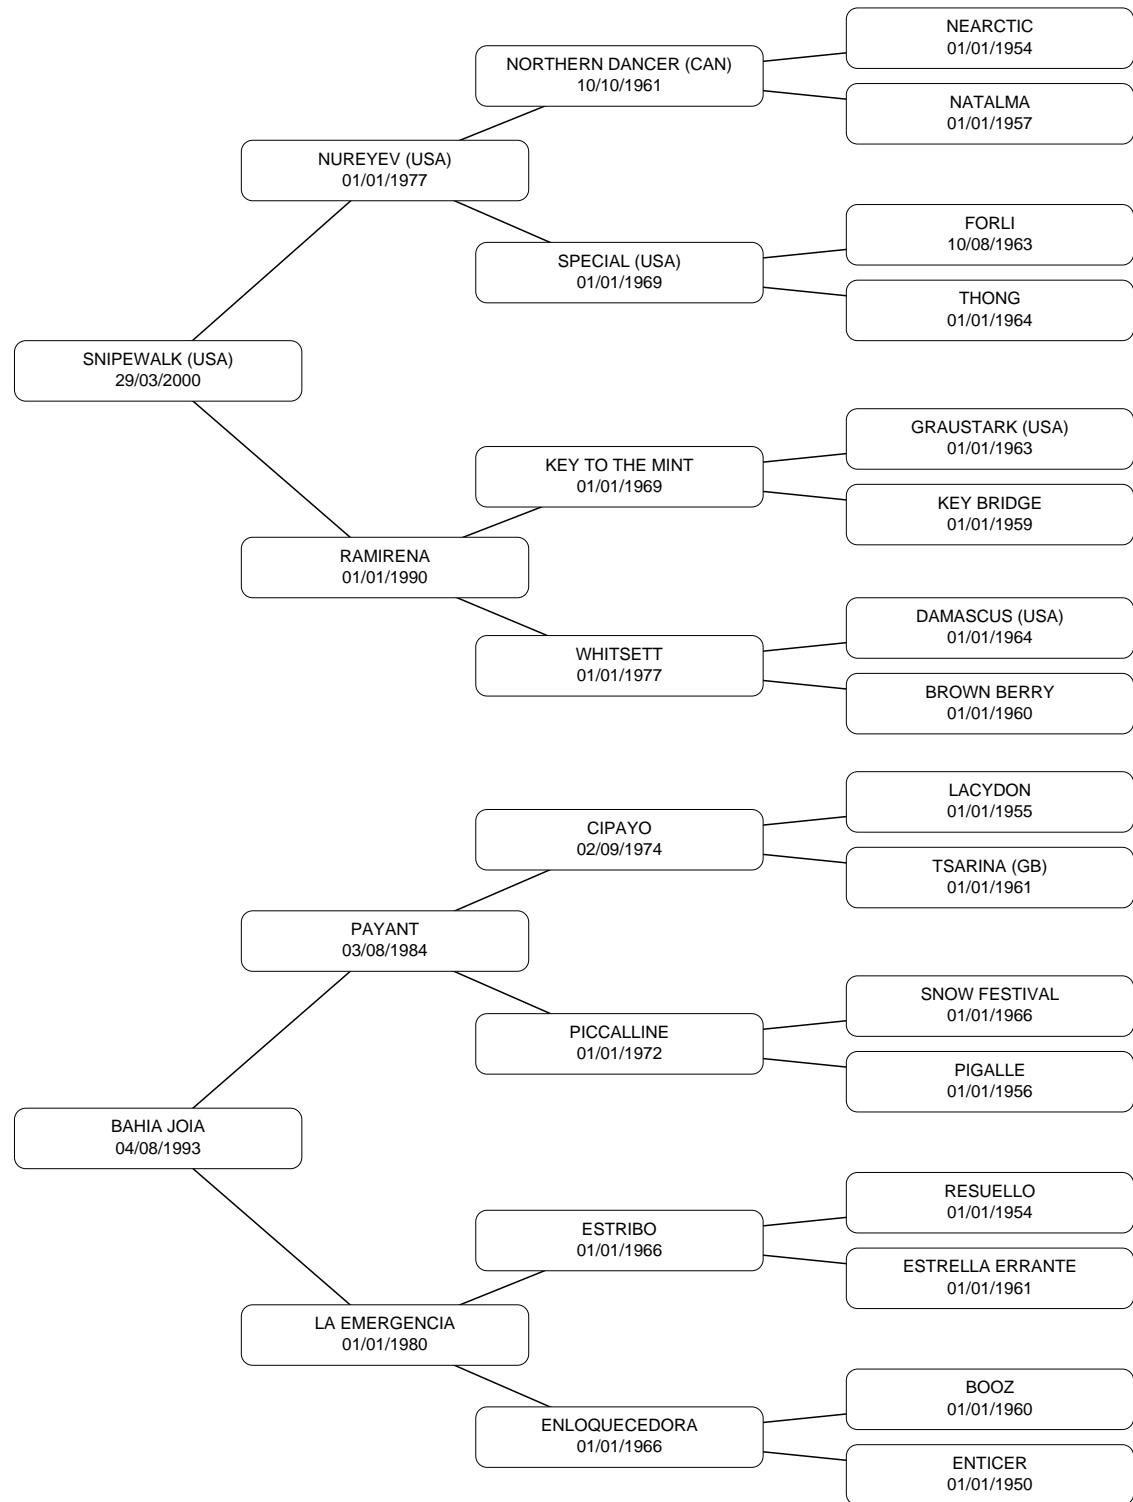 NEARCTIC
01/01/1954
NORTHERN DANCER (CAN)
10/10/1961
NATALMA
01/01/1957
NUREYEV (USA)
01/01/1977
FORLI
10/08/1963
SPECIAL (USA)
01/01/1969
THONG
01/01/1964
SNIPEWALK (USA)
29/03/2000
GRAUSTARK (USA)
01/01/1963
KEY TO THE MINT
01/01/1969
KEY BRIDGE
01/01/1959
RAMIRENA
01/01/1990
DAMASCUS (USA)
01/01/1964
WHITSETT
01/01/1977
BROWN BERRY
01/01/1960
LACYDON
01/01/1955
CIPAYO
02/09/1974
TSARINA (GB)
01/01/1961
PAYANT
03/08/1984
SNOW FESTIVAL
01/01/1966
PICCALLINE
01/01/1972
PIGALLE
01/01/1956
BAHIA JOIA
04/08/1993
RESUELLO
01/01/1954
ESTRIBO
01/01/1966
ESTRELLA ERRANTE
01/01/1961
LA EMERGENCIA
01/01/1980
BOOZ
01/01/1960
ENLOQUECEDORA
01/01/1966
ENTICER
01/01/1950